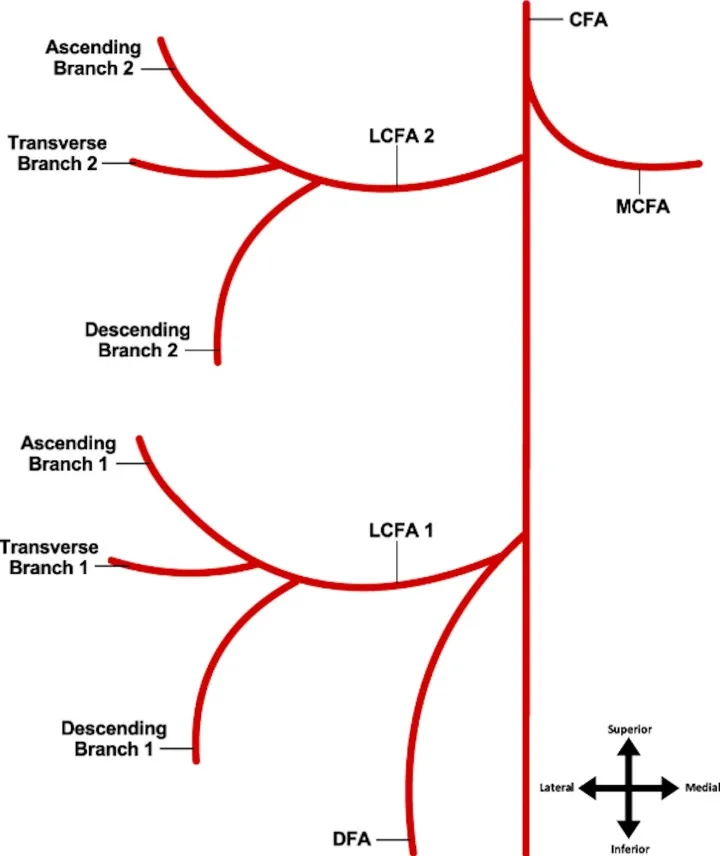 CFA
Ascending
Branch 2
LCFA 2
Transverse
Branch 2
MCFA
Descending
Branch 2
Ascending
Branch 1
LCFA 1
Transverse
Branch 1
Descending
Branch 1
DFA
Superior
Lateral
Medial
Inferior